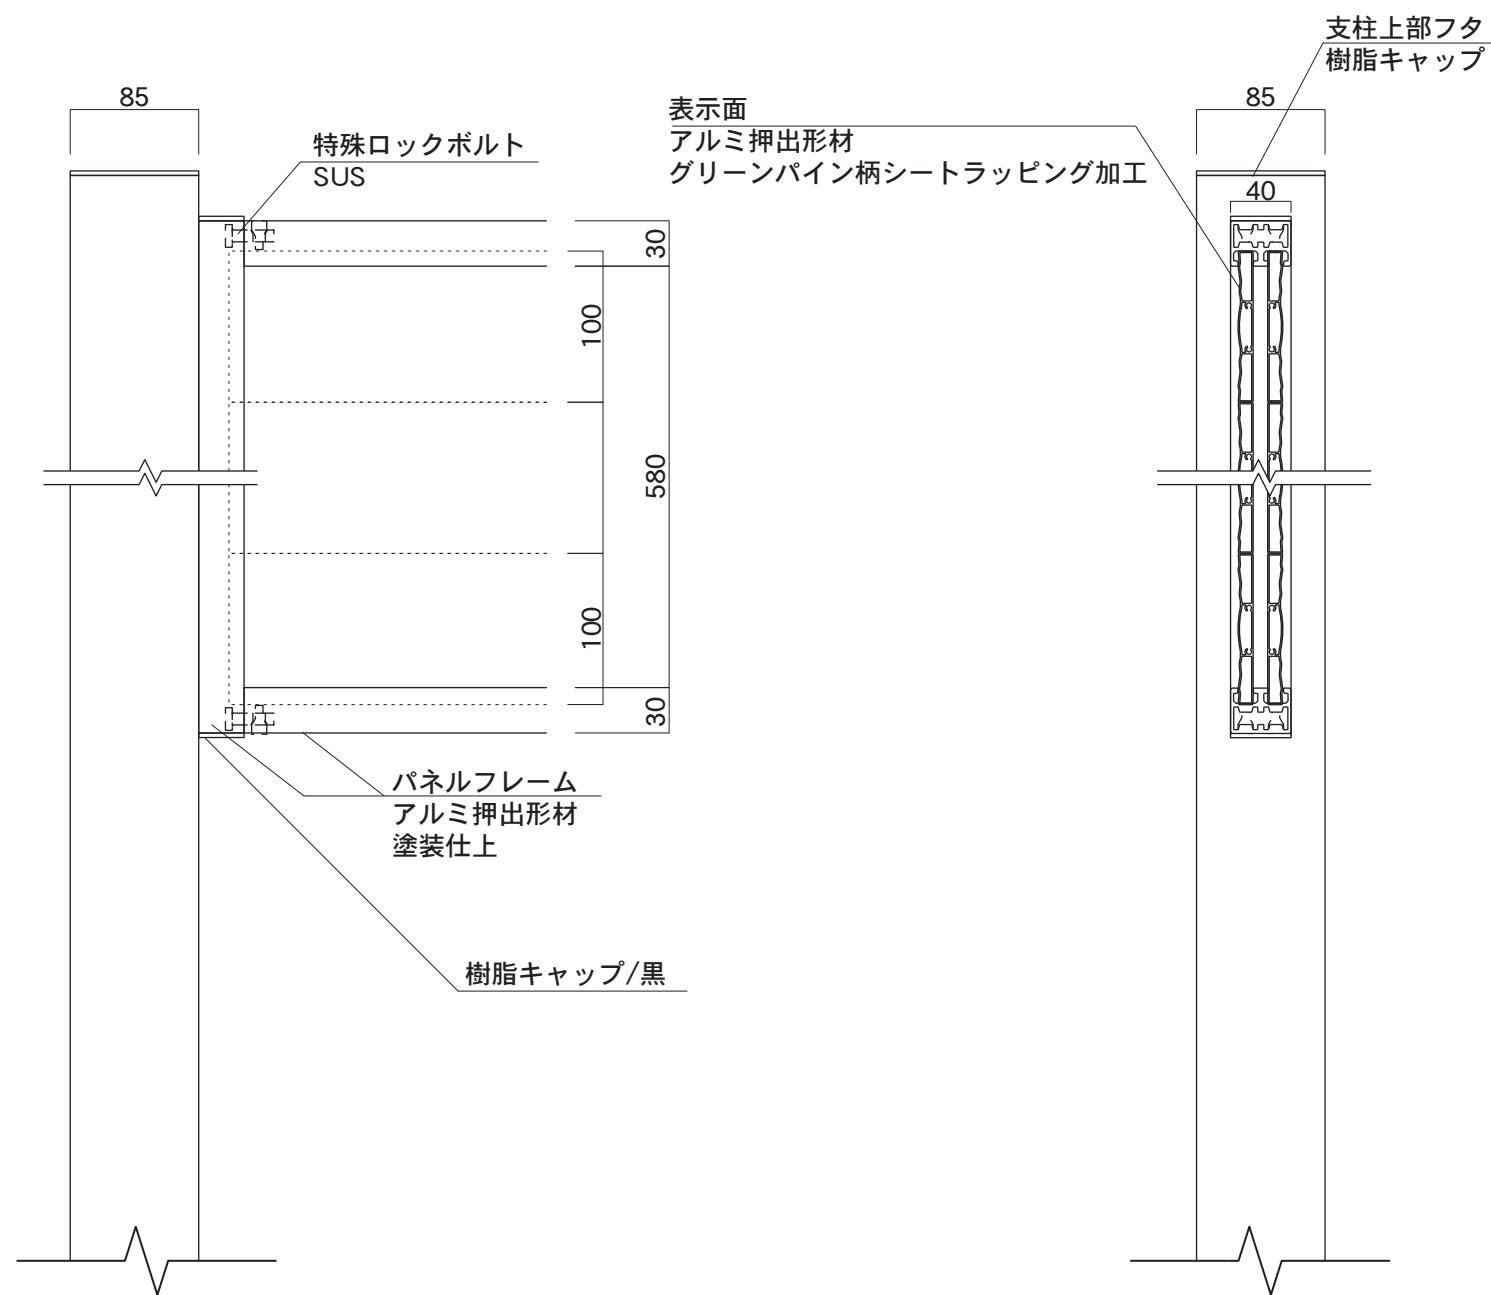 支柱上部フタ
樹脂キャップ
85
表示面
アルミ押出形材
グリーンパイン柄シートラッピング加工
85
特殊ロックボルト
SUS
40
30
100
580
100
30
パネルフレーム
アルミ押出形材
塗装仕上
樹脂キャップ/黒